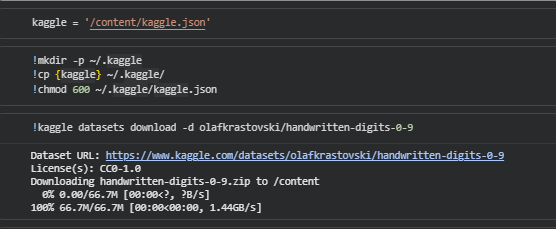 kaggle = '/content/kaggle.json'
!mkdir -p ~/.kaggle
!cp {kaggle} ~/.kaggle/
!chmod 600 ~/.kaggle/kaggle.json
!kaggle datasets download -d olafkrastovski/handwritten-digits-0-9
Dataset URL: https://www.kaggle.com/datasets/olafkrastovski/handwritten-digits-0-9
License(s): CC0-1.0
Downloading handwritten-digits-0-9.zip to /content
  0% 0.00/66.7M [00:00<?, ?B/s]
100% 66.7M/66.7M [00:00<00:00, 1.44GB/s]